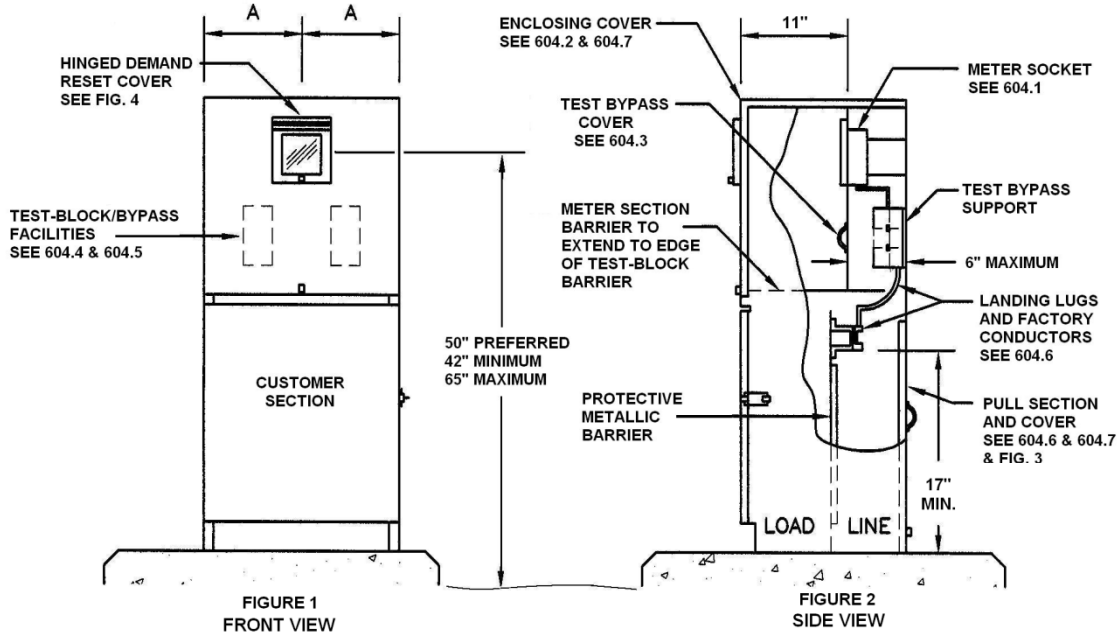 A
A
HINGED DEMAND
RESET COVER
SEE FIG. 4
TEST-BLOCK/BYPASS
FACILITIES
SEE 604.4 & 604.5
CUSTOMER
SECTION
50" PREFERRED
42" MINIMUM
65" MAXIMUM
FIGURE 1
FRONT VIEW
ENCLOSING COVER
SEE 604.2 & 604.7
11"
METER SOCKET
SEE 604.1
TEST BYPASS
COVER
SEE 604.3
TEST BYPASS
SUPPORT
METER SECTION
BARRIER TO
EXTEND TO EDGE
OF TEST-BLOCK
BARRIER
6" MAXIMUM
LANDING LUGS
AND FACTORY
CONDUCTORS
SEE 604.6
PROTECTIVE
METALLIC
BARRIER
PULL SECTION
AND COVER
SEE 604.6 & 604.7
& FIG. 3
17"
MIN.
LOAD
LINE
FIGURE 2
SIDE VIEW